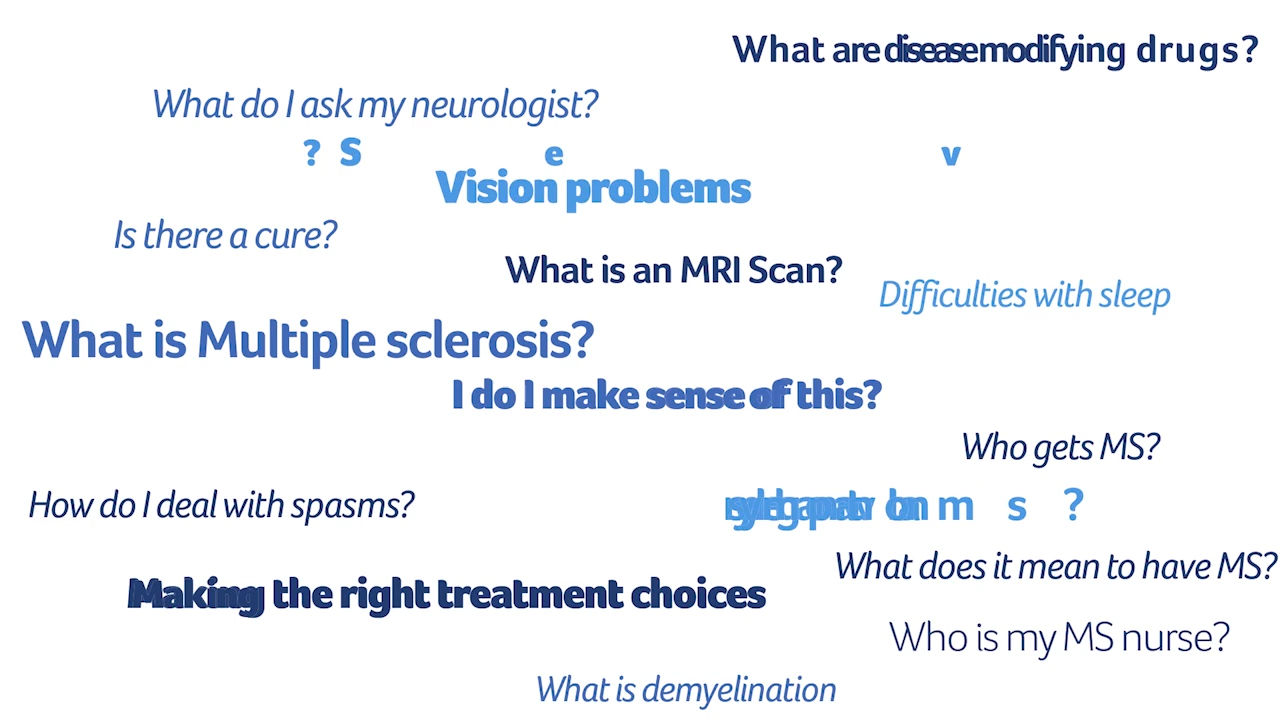 What are disease modifying drugs?
What do I ask my neurologist?
? S e v
Vision problems
Is there a cure?
What is an MRI Scan?
Difficulties with sleep
What is Multiple sclerosis?
I do I make sense of this?
Who gets MS?
How do I deal with spasms?
m s ?
What does it mean to have MS?
Making the right treatment choices
Who is my MS nurse?
What is demyelination